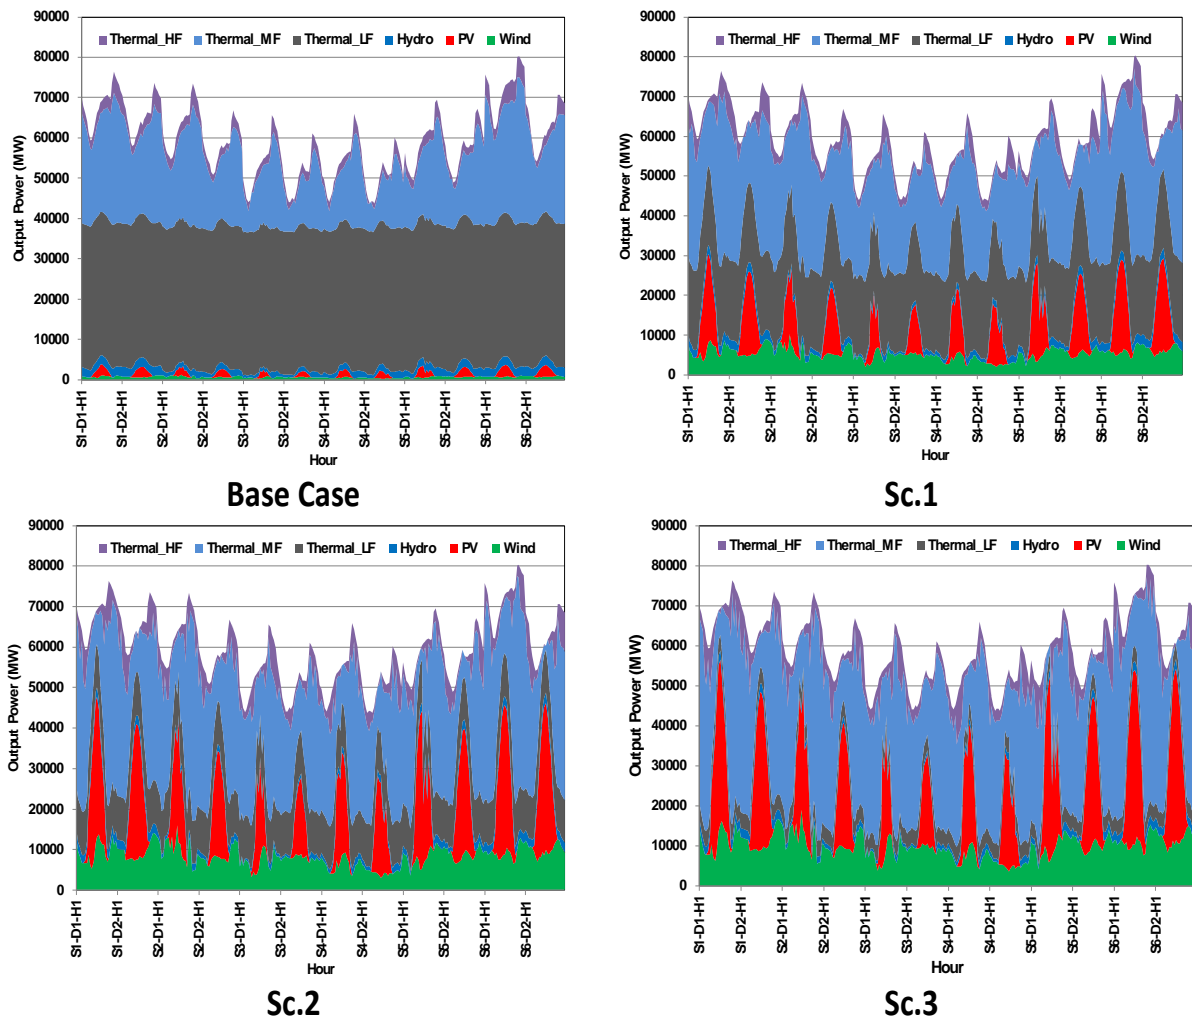 90000
80000
70000
60000
50000
40000
30000
20000
10000
0
Output Power (MW)
Thermal_HF Thermal_MF Thermal_LF Hydro PV Wind
S1-D1-H1
S1-D2-H1
S2-D1-H1
S2-D2-H1
S3-D1-H1
S3-D2-H1
S4-D1-H1
S4-D2-H1
S5-D1-H1
S5-D2-H1
S6-D1-H1
S6-D2-H1
Hour
Base Case
90000
80000
70000
60000
50000
40000
30000
20000
10000
0
Output Power (MW)
Thermal_HF Thermal_MF Thermal_LF Hydro PV Wind
S1-D1-H1
S1-D2-H1
S2-D1-H1
S2-D2-H1
S3-D1-H1
S3-D2-H1
S4-D1-H1
S4-D2-H1
S5-D1-H1
S5-D2-H1
S6-D1-H1
S6-D2-H1
Hour
Sc.1
90000
80000
70000
60000
50000
40000
30000
20000
10000
0
Output Power (MW)
Thermal_HF Thermal_MF Thermal_LF Hydro PV Wind
S1-D1-H1
S1-D2-H1
S2-D1-H1
S2-D2-H1
S3-D1-H1
S3-D2-H1
S4-D1-H1
S4-D2-H1
S5-D1-H1
S5-D2-H1
S6-D1-H1
S6-D2-H1
Hour
Sc.2
90000
80000
70000
60000
50000
40000
30000
20000
10000
0
Output Power (MW)
Thermal_HF Thermal_MF Thermal_LF Hydro PV Wind
S1-D1-H1
S1-D2-H1
S2-D1-H1
S2-D2-H1
S3-D1-H1
S3-D2-H1
S4-D1-H1
S4-D2-H1
S5-D1-H1
S5-D2-H1
S6-D1-H1
S6-D2-H1
Hour
Sc.3